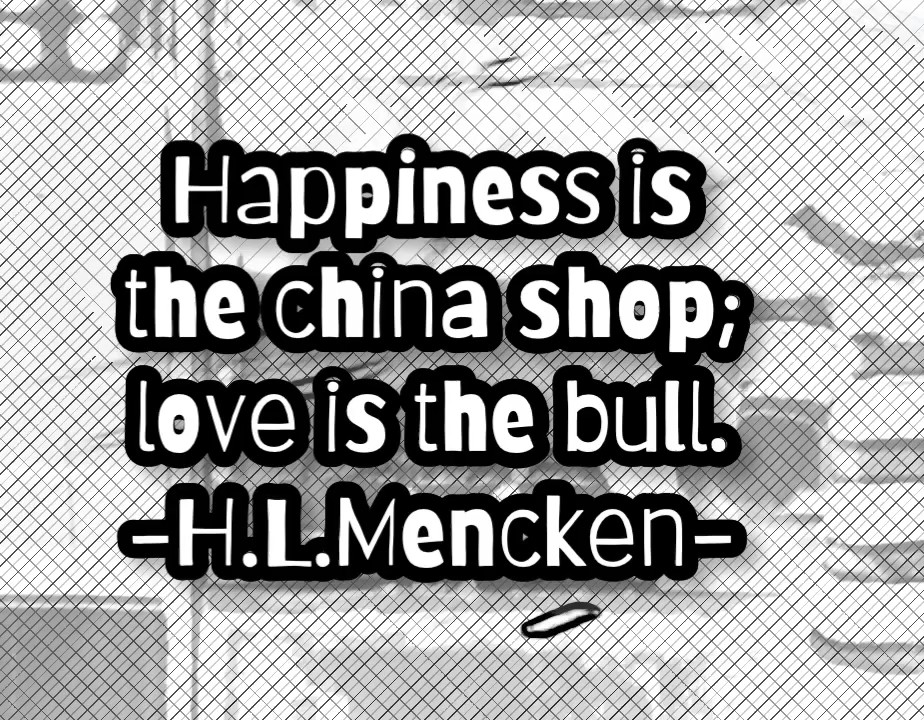 Happiness is
the china shop;
love is the bull.
-H.L.Mencken-